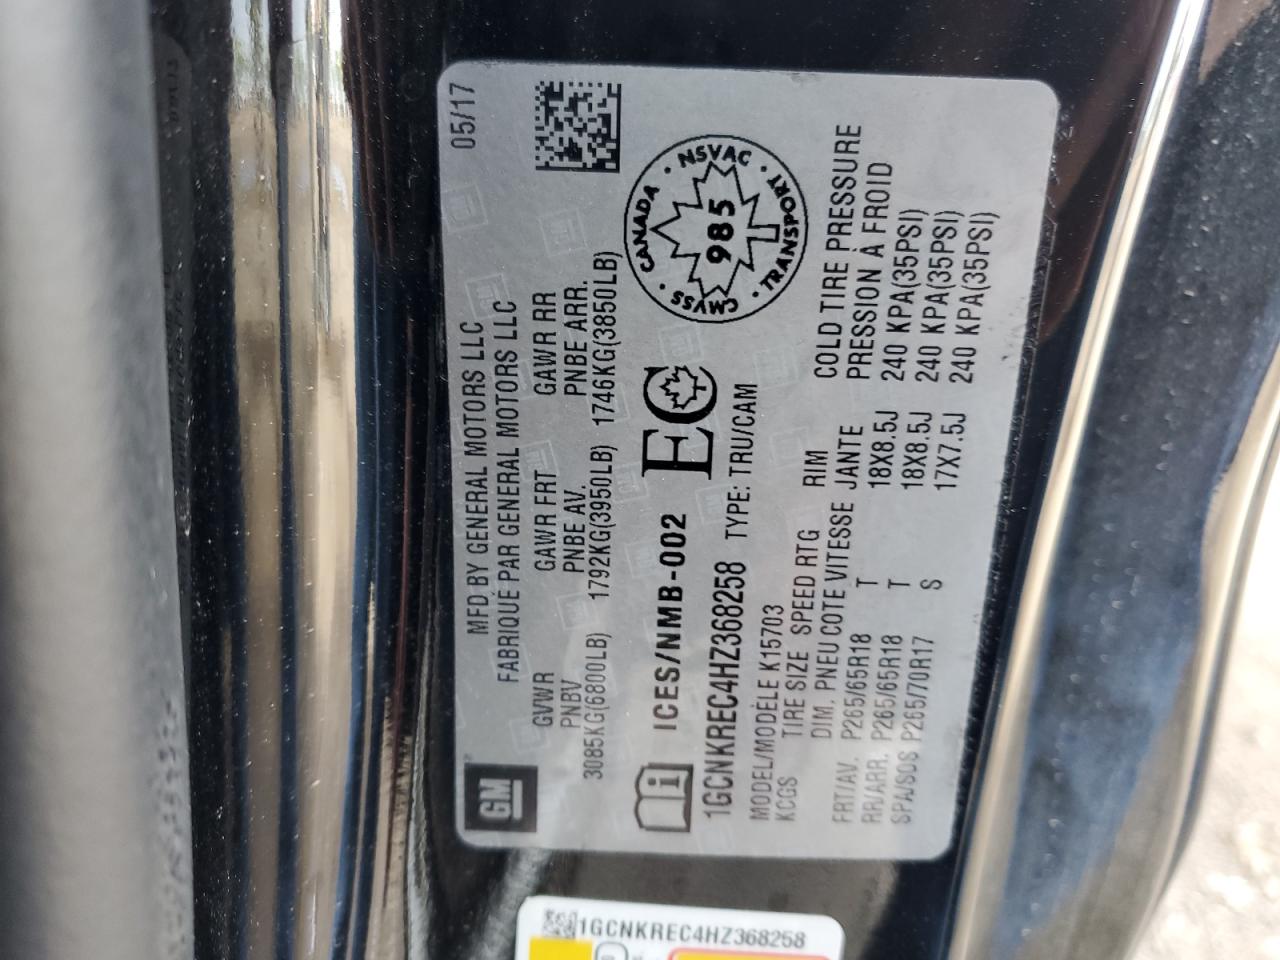 05/17
MFD BY GENERAL MOTORS LLC
FABRIQUÉ PAR GENERAL MOTORS LLC
GM
GVWR GAWR FRT GAWR RR
PNBV PNBE AV. PNBE ARR.
3085KG(6800LB) 1792KG(3950LB) 1746KG(3850LB)
i ICES/NMB-002 EC
CANADA · NSVAC · TRANSPORT · CMVSS ·
985
1GCNKREC4HZ368258 TYPE: TRU/CAM
MODEL/MODÈLE K15703
KCGS TIRE SIZE SPEED RTG RIM COLD TIRE PRESSURE
DIM. PNEU COTE VITESSE JANTE PRESSION À FROID
FRT/AV. P265/65R18 T 18X8.5J 240 KPA(35PSI)
RR/ARR. P265/65R18 T 18X8.5J 240 KPA(35PSI)
SPA/SOS P265/70R17 S 17X7.5J 240 KPA(35PSI)
1GCNKREC4HZ368258